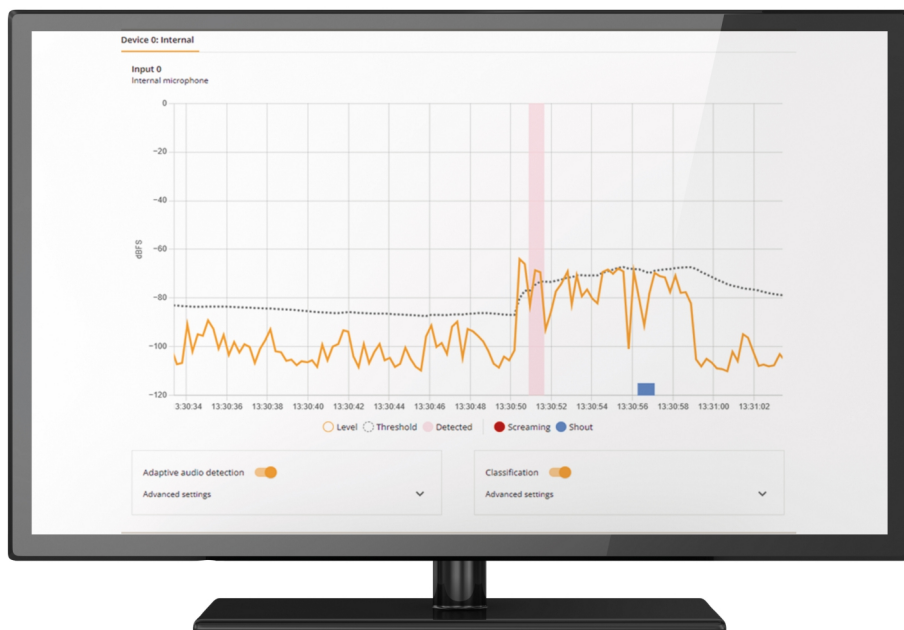 Device 0: Internal
Input 0
Internal microphone
0
−20
−40
−60
−80
−100
−120
dBFS
3:30:34 13:30:36 13:30:38 13:30:40 13:30:42 13:30:44 13:30:46 13:30:48 13:30:50 13:30:52 13:30:54 13:30:56 13:30:58 13:31:00 13:31:02
Level Threshold Detected Screaming Shout
Adaptive audio detection
Advanced settings
Classification
Advanced settings